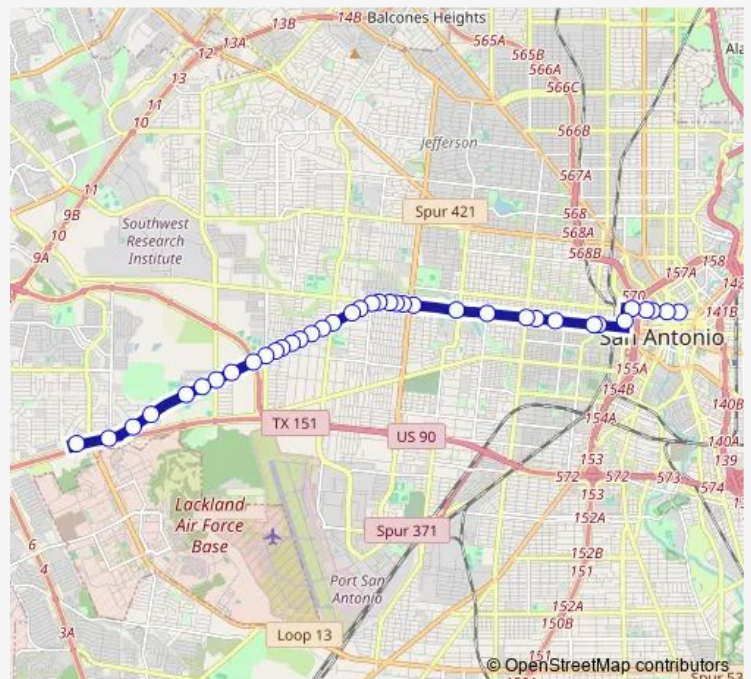 13B
14B
Balcones Heights
13A
12
13
565A
565B
566A
566C
11
10
566B
Jefferson
567A
11
9B
10
9A
Southwest
Research
Institute
Spur 421
568
568A
568B
158
157A
570
141B
San Antonio
155A
154B
154A
140B
TX 151
US 90
140A
139
153
572
572
573
574
153
152A
Lackland
Air Force
Base
Spur 371
152B
151
6
4
Port San
Antonio
152A
150B
3A
Loop 13
151
© OpenStreetMap contributors